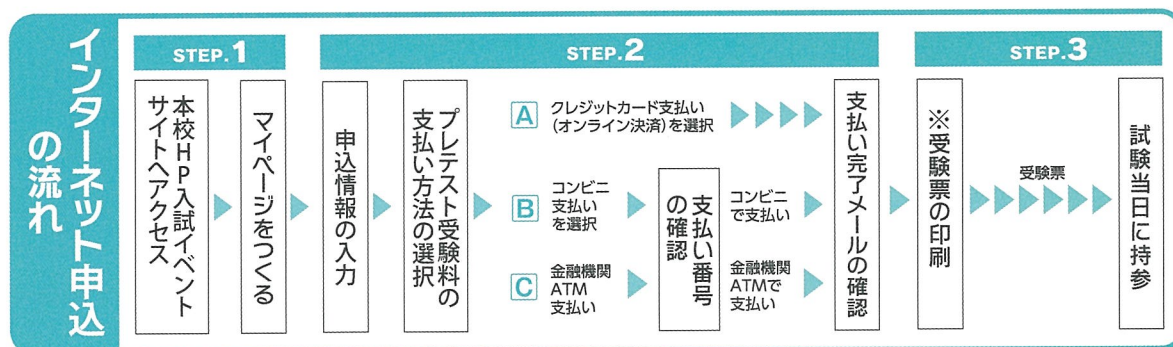 インターネット申込
の流れ
STEP.1
本校HP入試イベント
サイトへアクセス
マイページをつくる
STEP.2
申込情報の入力
プレテスト受験料の
支払い方法の選択
A クレジットカード支払い
(オンライン決済)を選択
B コンビニ
支払い
を選択
C 金融機関
ATM
支払い
支払い番号
の確認
コンビニ
で支払い
金融機関
ATMで
支払い
支払い完了メールの確認
STEP.3
※受験票の印刷
受験票
試験当日に持参